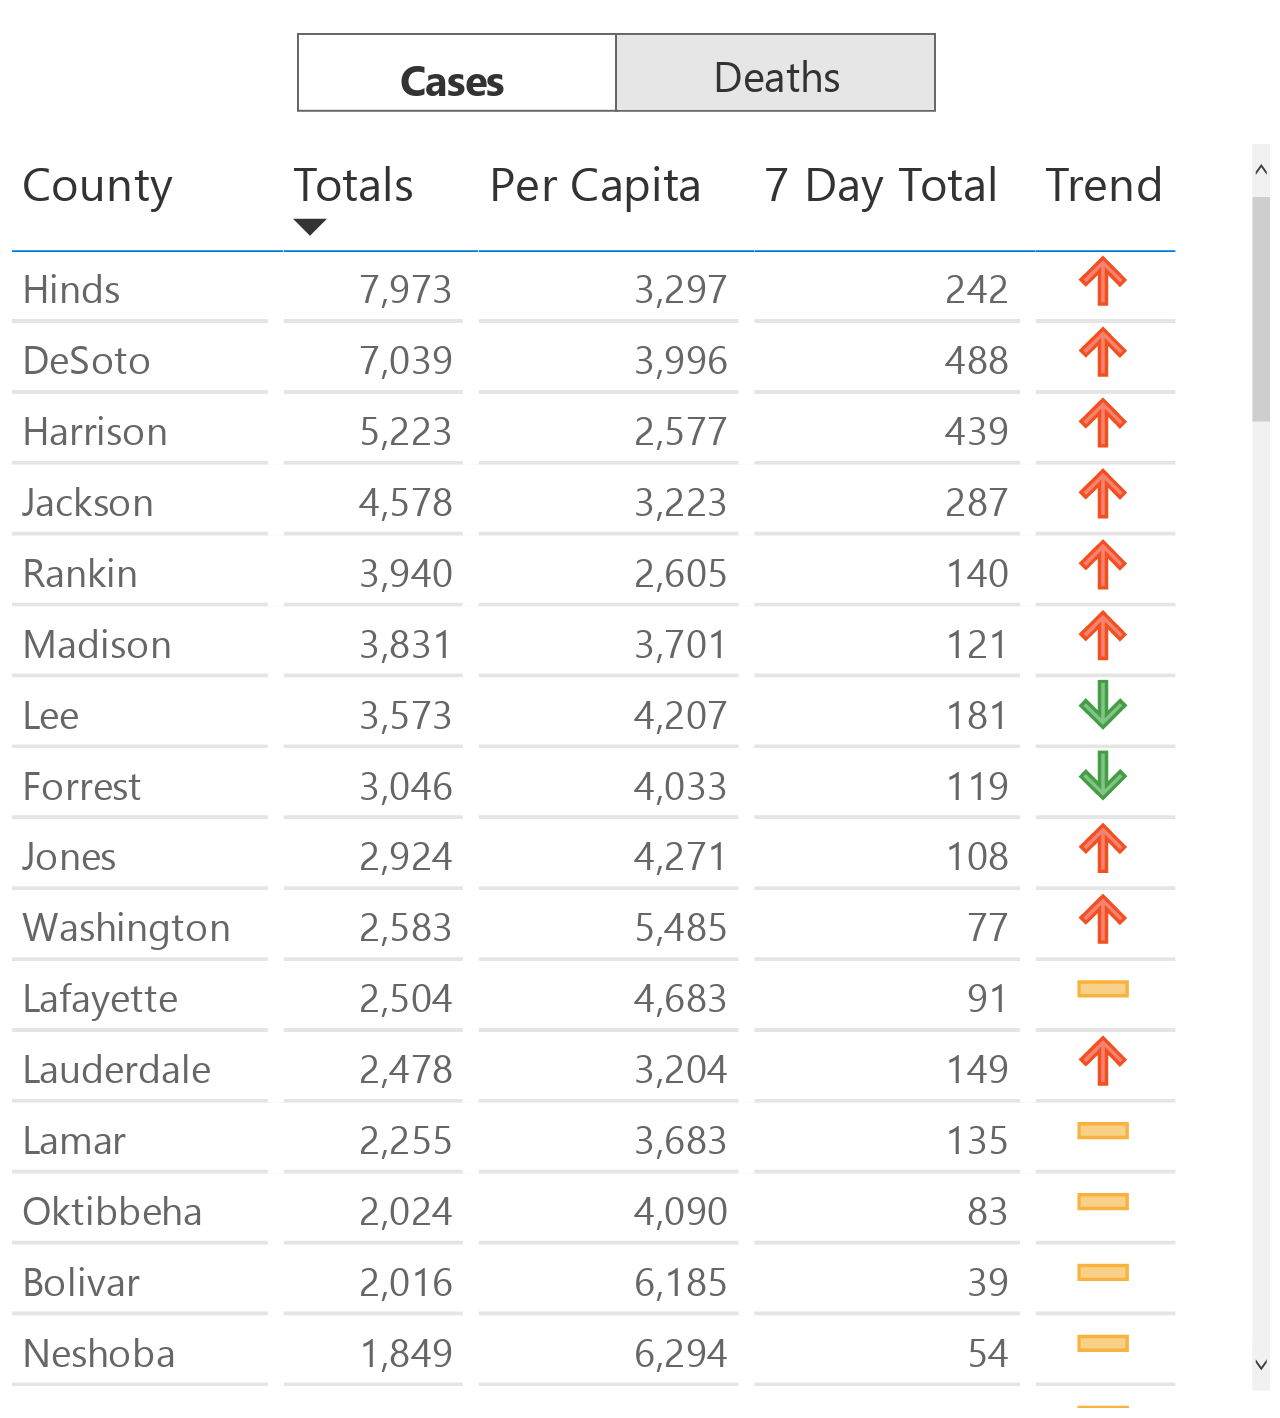 Cases Deaths
County Totals Per Capita 7 Day Total Trend
Hinds 7,973 3,297 242
DeSoto 7,039 3,996 488
Harrison 5,223 2,577 439
Jackson 4,578 3,223 287
Rankin 3,940 2,605 140
Madison 3,831 3,701 121
Lee 3,573 4,207 181
Forrest 3,046 4,033 119
Jones 2,924 4,271 108
Washington 2,583 5,485 77
Lafayette 2,504 4,683 91
Lauderdale 2,478 3,204 149
Lamar 2,255 3,683 135
Oktibbeha 2,024 4,090 83
Bolivar 2,016 6,185 39
Neshoba 1,849 6,294 54